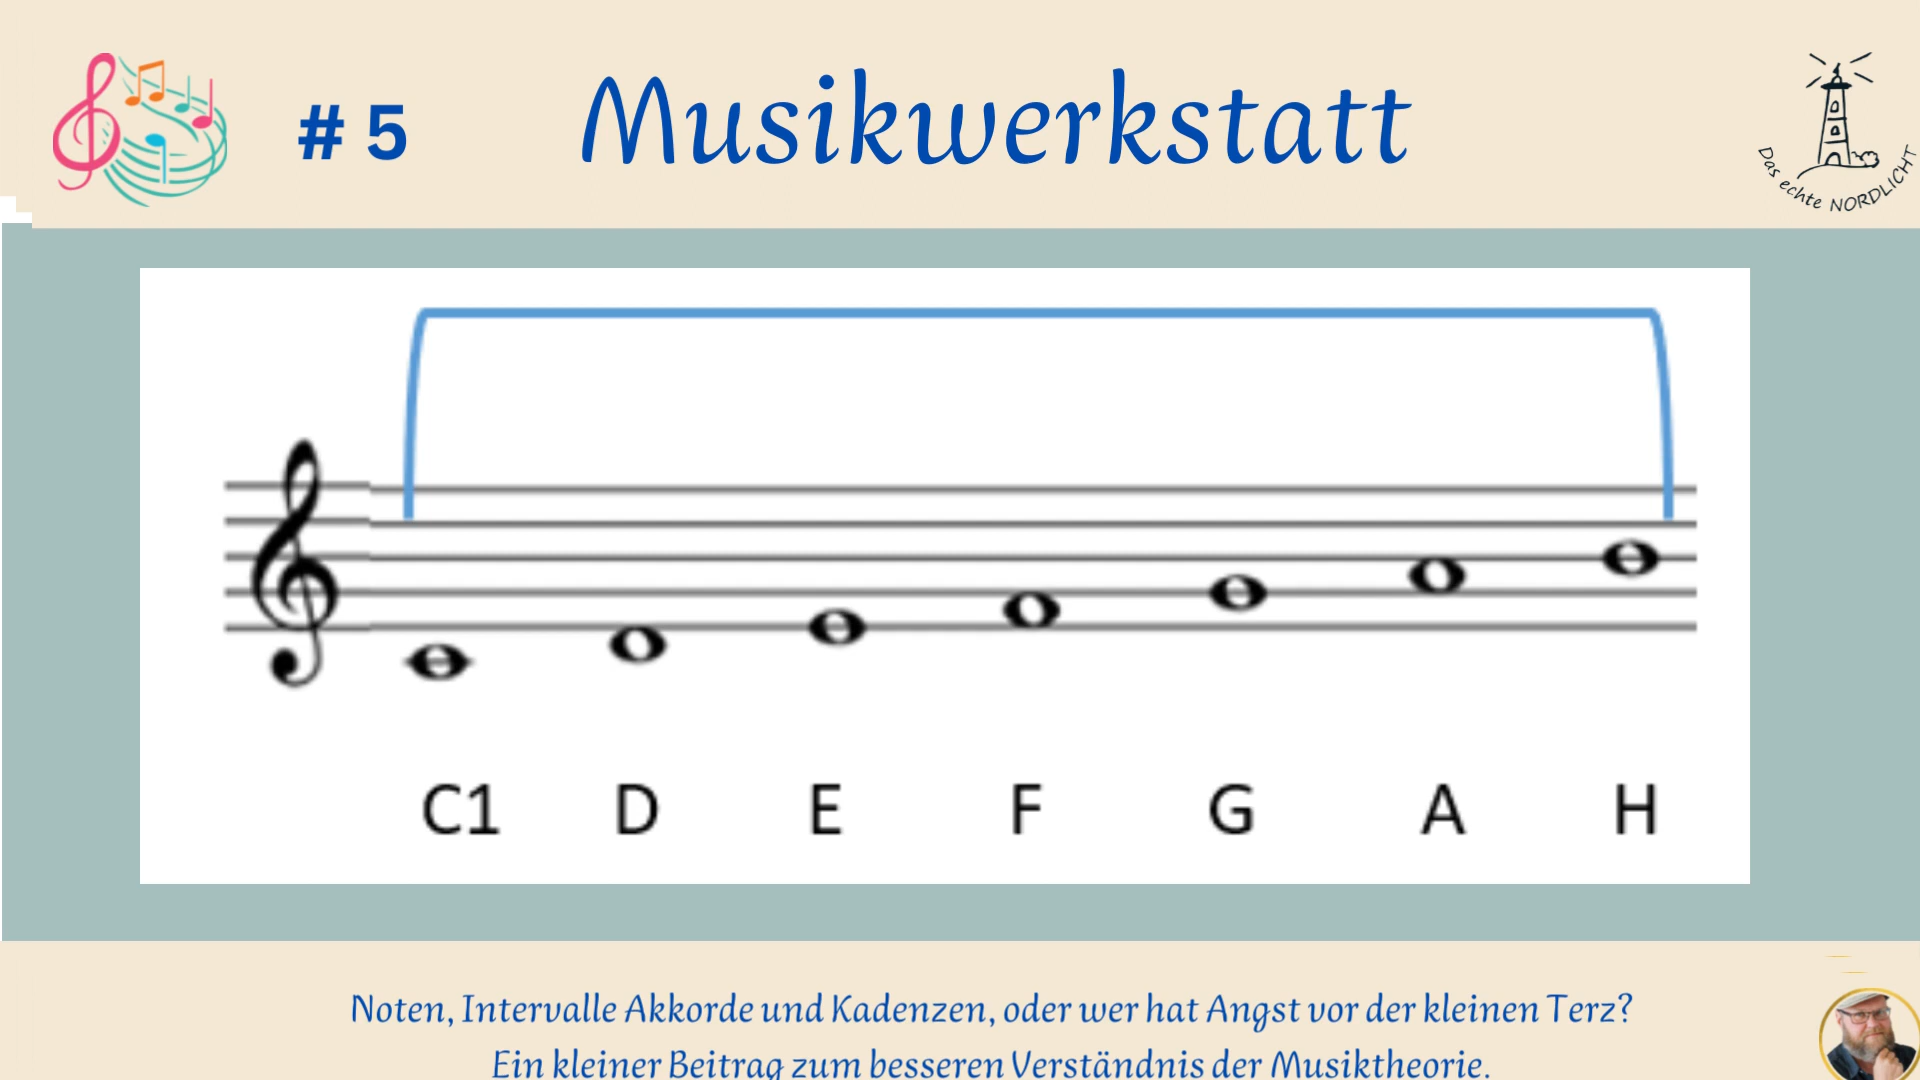 # 5
Musikwerkstatt
Das echte NORDLICHT
C1 D E F G A H
Noten, Intervalle Akkorde und Kadenzen, oder wer hat Angst vor der kleinen Terz?
Ein kleiner Beitrag zum besseren Verständnis der Musiktheorie.